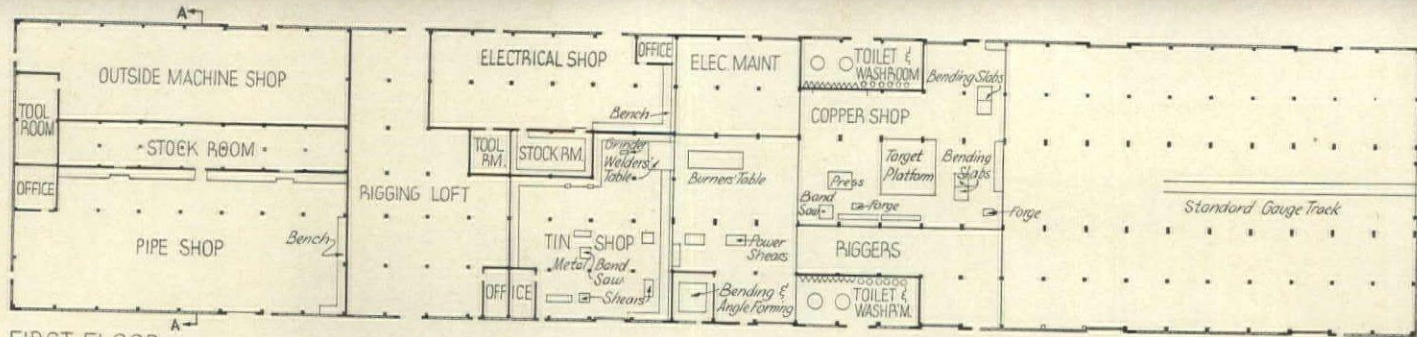 A
OUTSIDE MACHINE SHOP
TOOL
ROOM
STOCK ROOM
OFFICE
PIPE SHOP
Bench
A
RIGGING LOFT
ELECTRICAL SHOP
OFFICE
Bench
TOOL
RM.
STOCK RM.
Grinder
Welders'
Table
TIN SHOP
Metal Band
Saw
Shears
OFFICE
ELEC. MAINT
Burners' Table
Power
Shears
Bending &
Angle Forming
TOILET &
WASHROOM
Bending Slabs
COPPER SHOP
Target
Platform
Bending
Slabs
Press
Band
Saw
Forge
Forge
RIGGERS
TOILET &
WASH'R'M.
Standard Gauge Track
FIRST FLOOR